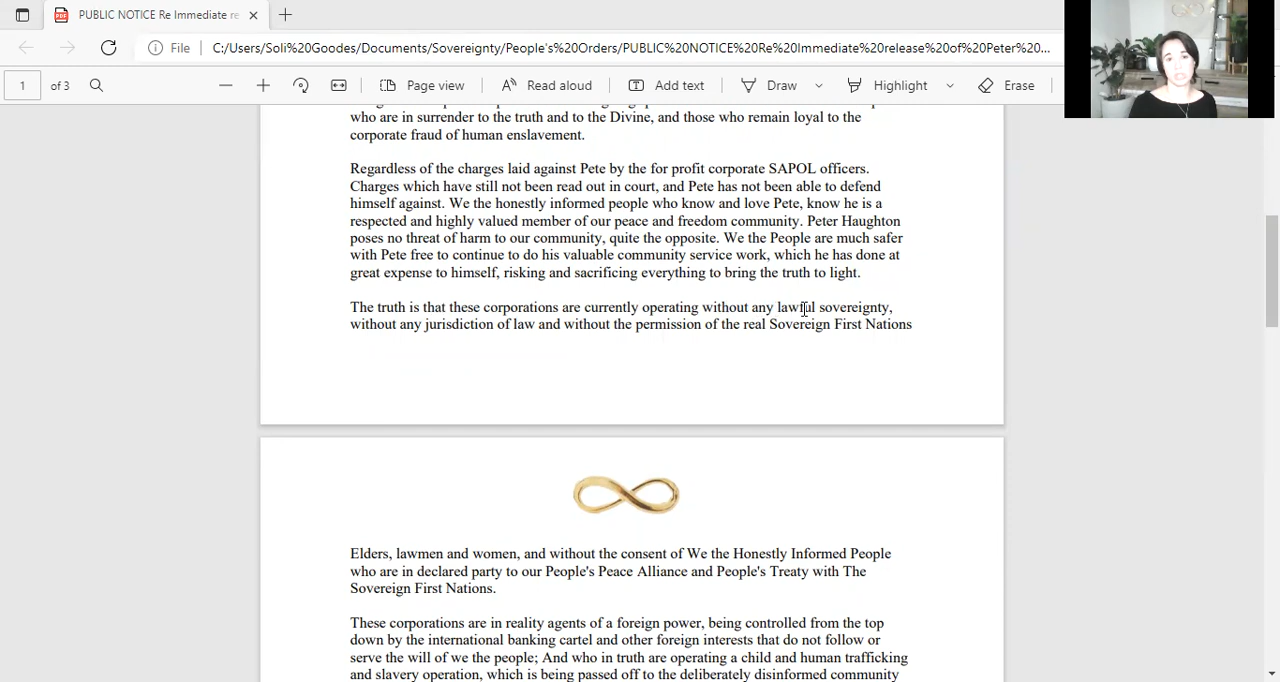 PUBLIC NOTICE Re Immediate re
File
C:/Users/Soli%20Goodes/Documents/Sovereignty/People's%20Orders/PUBLIC%20NOTICE%20Re%20Immediate%20release%20of%20Peter%20...
1 of 3
Page view
Read aloud
Add text
Draw
Highlight
Erase
who are in surrender to the truth and to the Divine, and those who remain loyal to the
corporate fraud of human enslavement.
Regardless of the charges laid against Pete by the for profit corporate SAPOL officers.
Charges which have still not been read out in court, and Pete has not been able to defend
himself against. We the honestly informed people who know and love Pete, know he is a
respected and highly valued member of our peace and freedom community. Peter Haughton
poses no threat of harm to our community, quite the opposite. We the People are much safer
with Pete free to continue to do his valuable community service work, which he has done at
great expense to himself, risking and sacrificing everything to bring the truth to light.
The truth is that these corporations are currently operating without any lawful sovereignty,
without any jurisdiction of law and without the permission of the real Sovereign First Nations
Elders, lawmen and women, and without the consent of We the Honestly Informed People
who are in declared party to our People's Peace Alliance and People's Treaty with The
Sovereign First Nations.
These corporations are in reality agents of a foreign power, being controlled from the top
down by the international banking cartel and other foreign interests that do not follow or
serve the will of we the people; And who in truth are operating a child and human trafficking
and slavery operation, which is being passed off to the deliberately disinformed community